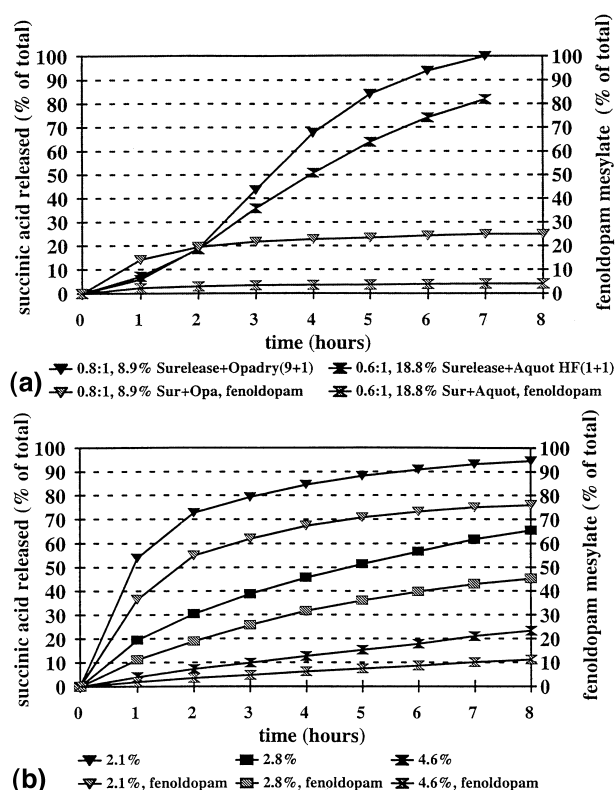 100 100
90 90
80 80
70 70
60 60
50 50
40 40
30 30
20 20
10 10
0 0
succinic acid released (% of total)
fenoldopam mesylate (% of total)
0 1 2 3 4 5 6 7 8
time (hours)
0.8:1, 8.9% Surelease+Opadry(9+1) 0.6:1, 18.8% Surelease+Aquot HF(1+1)
(a) 0.8:1, 8.9% Sur+Opa, fenoldopam 0.6:1, 18.8% Sur+Aquot, fenoldopam
100 100
90 90
80 80
70 70
60 60
50 50
40 40
30 30
20 20
10 10
0 0
succinic acid released (% of total)
fenoldopam mesylate (% of total)
0 1 2 3 4 5 6 7 8
time (hours)
2.1% 2.8% 4.6%
(b) 2.1%, fenoldopam 2.8%, fenoldopam 4.6%, fenoldopam